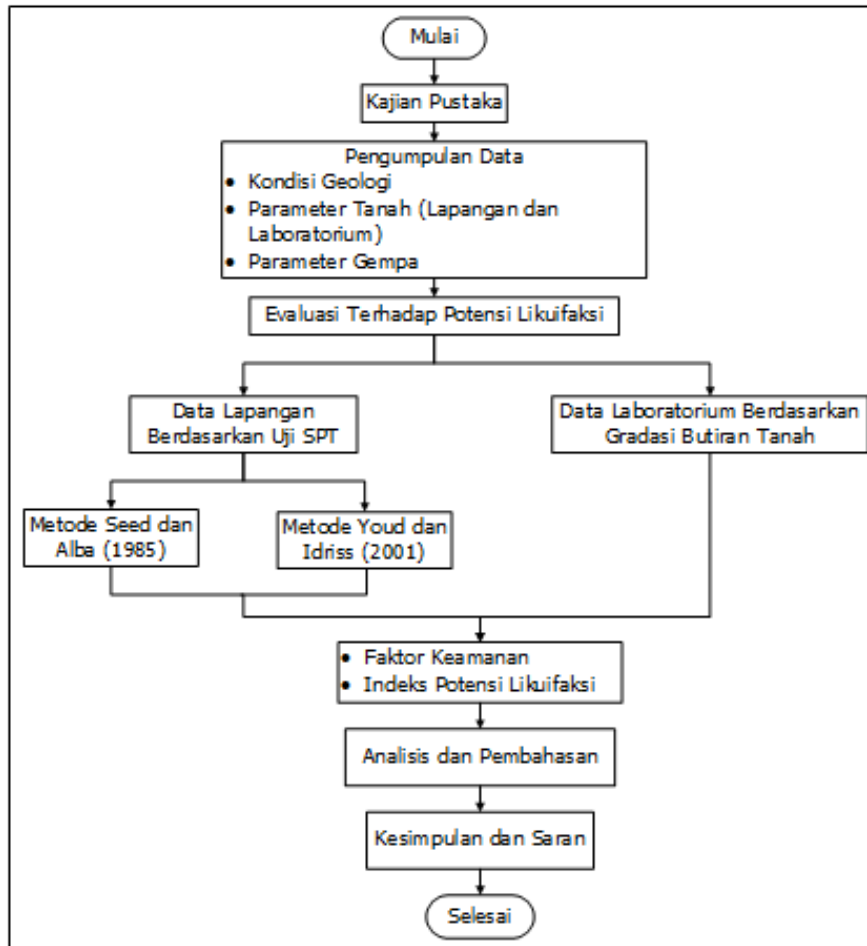 Mulai
Kajian Pustaka
Pengumpulan Data
• Kondisi Geologi
• Parameter Tanah (Lapangan dan
Laboratorium)
• Parameter Gempa
Evaluasi Terhadap Potensi Likuifaksi
Data Lapangan
Berdasarkan Uji SPT
Data Laboratorium Berdasarkan
Gradasi Butiran Tanah
Metode Seed dan
Alba (1985)
Metode Youd dan
Idriss (2001)
• Faktor Keamanan
• Indeks Potensi Likuifaksi
Analisis dan Pembahasan
Kesimpulan dan Saran
Selesai